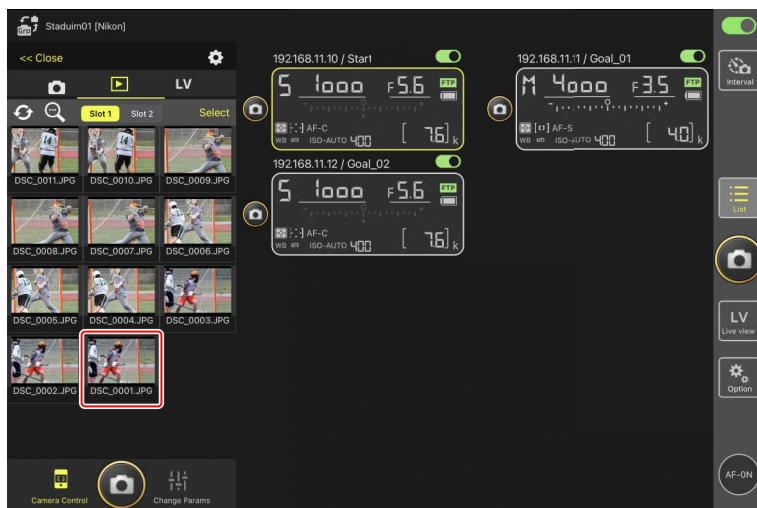 Grp Staduim01 [Nikon]
<< Close
LV
Slot 1 Slot 2 Select
DSC_0011.JPG DSC_0010.JPG DSC_0009.JPG
DSC_0008.JPG DSC_0007.JPG DSC_0006.JPG
DSC_0005.JPG DSC_0004.JPG DSC_0003.JPG
DSC_0002.JPG DSC_0001.JPG
Camera Control Change Params
192.168.11.10 / Start
S 1000 F5.6 FTP
AF-C
WB ISO-AUTO 400 [ 7.6] k
192.168.11.11 / Goal_01
M 4000 F3.5 FTP
AF-S
WB ISO-AUTO 400 [ 4.0] k
192.168.11.12 / Goal_02
S 1000 F5.6 FTP
AF-C
WB ISO-AUTO 400 [ 7.6] k
Interval
List
LV
Live view
Option
AF-ON